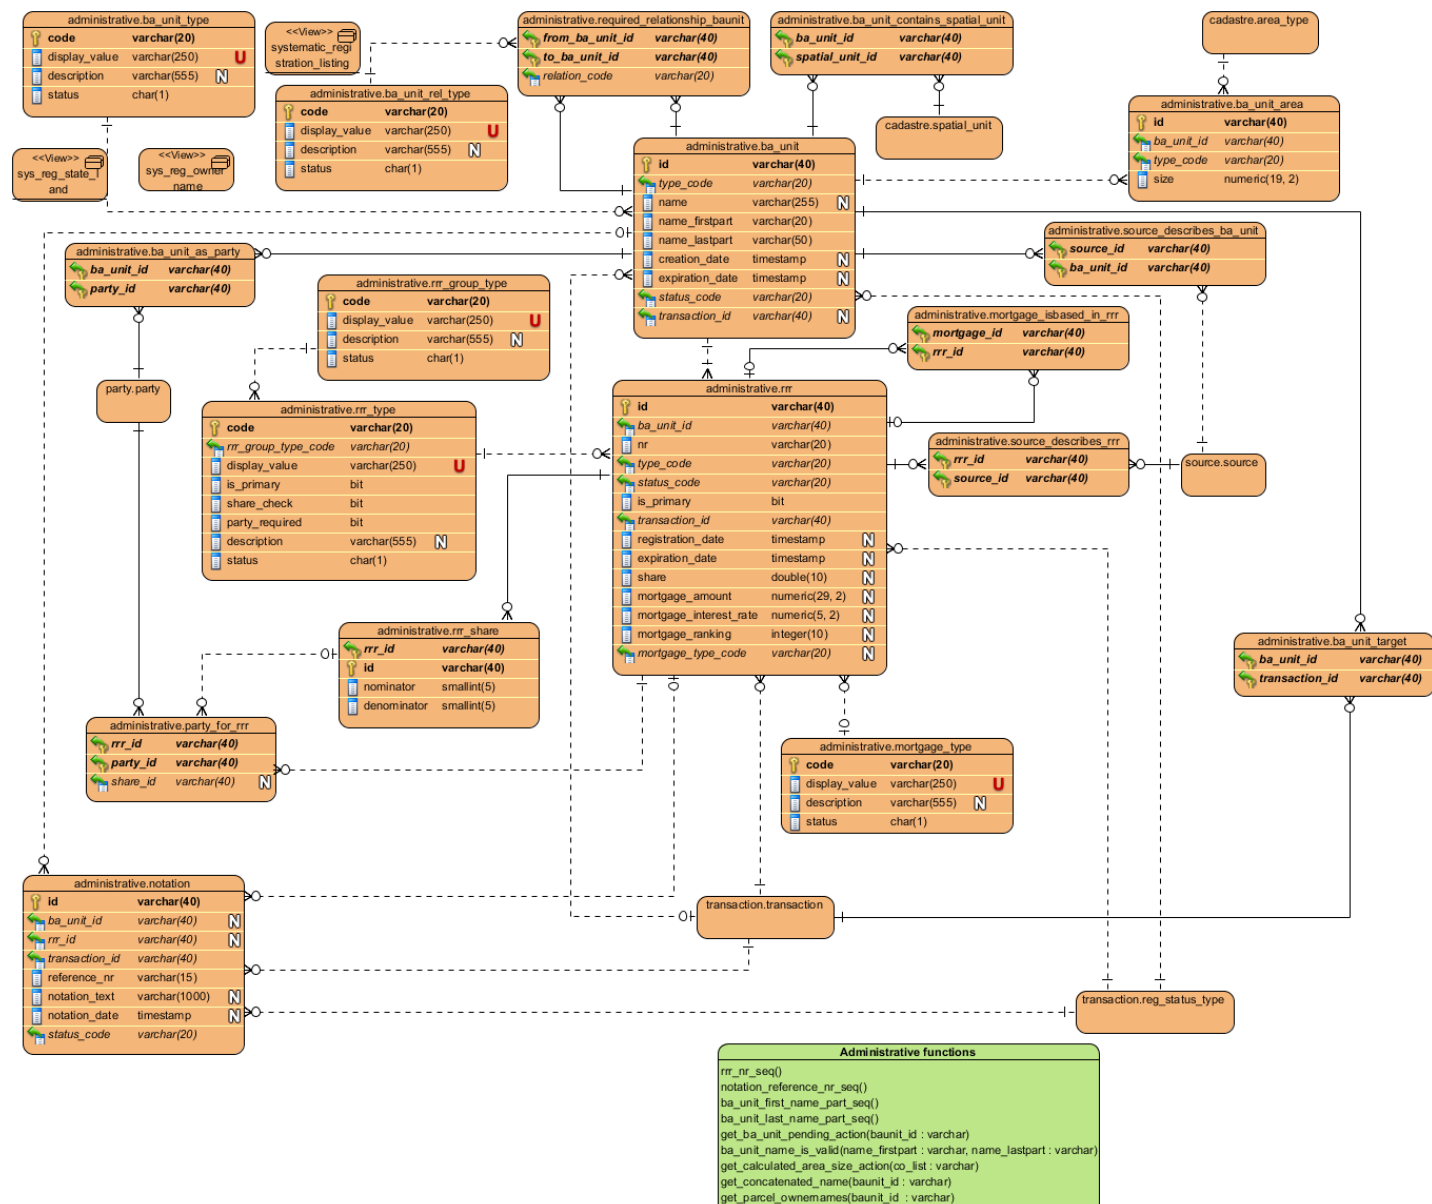 administrative.ba_unit_type
code varchar(20)
display_value varchar(250) U
description varchar(555) N
status char(1)
<<View>>
systematic_regi
stration_listing
administrative.required_relationship_baunit
from_ba_unit_id varchar(40)
to_ba_unit_id varchar(40)
relation_code varchar(20)
administrative.ba_unit_contains_spatial_unit
ba_unit_id varchar(40)
spatial_unit_id varchar(40)
cadastre.area_type
administrative.ba_unit_rel_type
code varchar(20)
display_value varchar(250) U
description varchar(555) N
status char(1)
cadastre.spatial_unit
administrative.ba_unit_area
id varchar(40)
ba_unit_id varchar(40)
type_code varchar(20)
size numeric(19, 2)
<<View>>
sys_reg_state_l
and
<<View>>
sys_reg_owner
name
administrative.ba_unit
id varchar(40)
type_code varchar(20)
name varchar(255) N
name_firstpart varchar(20)
name_lastpart varchar(50)
creation_date timestamp N
expiration_date timestamp N
status_code varchar(20)
transaction_id varchar(40) N
administrative.ba_unit_as_party
ba_unit_id varchar(40)
party_id varchar(40)
administrative.source_describes_ba_unit
source_id varchar(40)
ba_unit_id varchar(40)
administrative.rrr_group_type
code varchar(20)
display_value varchar(250) U
description varchar(555) N
status char(1)
administrative.mortgage_isbased_in_rrr
mortgage_id varchar(40)
rrr_id varchar(40)
party.party
administrative.rrr_type
code varchar(20)
rrr_group_type_code varchar(20)
display_value varchar(250) U
is_primary bit
share_check bit
party_required bit
description varchar(555) N
status char(1)
administrative.rrr
id varchar(40)
ba_unit_id varchar(40)
nr varchar(20)
type_code varchar(20)
status_code varchar(20)
is_primary bit
transaction_id varchar(40)
registration_date timestamp N
expiration_date timestamp N
share double(10) N
mortgage_amount numeric(29, 2) N
mortgage_interest_rate numeric(5, 2) N
mortgage_ranking integer(10) N
mortgage_type_code varchar(20) N
administrative.source_describes_rrr
rrr_id varchar(40)
source_id varchar(40)
source.source
administrative.rrr_share
rrr_id varchar(40)
id varchar(40)
nominator smallint(5)
denominator smallint(5)
administrative.ba_unit_target
ba_unit_id varchar(40)
transaction_id varchar(40)
administrative.party_for_rrr
rrr_id varchar(40)
party_id varchar(40)
share_id varchar(40) N
administrative.mortgage_type
code varchar(20)
display_value varchar(250) U
description varchar(555) N
status char(1)
administrative.notation
id varchar(40)
ba_unit_id varchar(40) N
rrr_id varchar(40) N
transaction_id varchar(40)
reference_nr varchar(15)
notation_text varchar(1000) N
notation_date timestamp N
status_code varchar(20)
transaction.transaction
transaction.reg_status_type
Administrative functions
rrr_nr_seq()
notation_reference_nr_seq()
ba_unit_first_name_part_seq()
ba_unit_last_name_part_seq()
get_ba_unit_pending_action(baunit_id : varchar)
ba_unit_name_is_valid(name_firstpart : varchar, name_lastpart : varchar)
get_calculated_area_size_action(co_list : varchar)
get_concatenated_name(baunit_id : varchar)
get_parcel_ownernames(baunit_id : varchar)